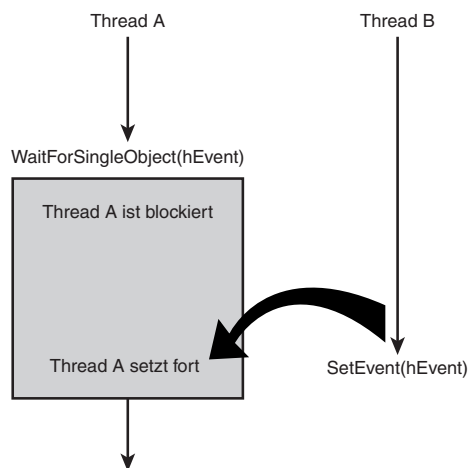 Thread A
Thread B
WaitForSingleObject(hEvent)
Thread A ist blockiert
Thread A setzt fort
SetEvent(hEvent)